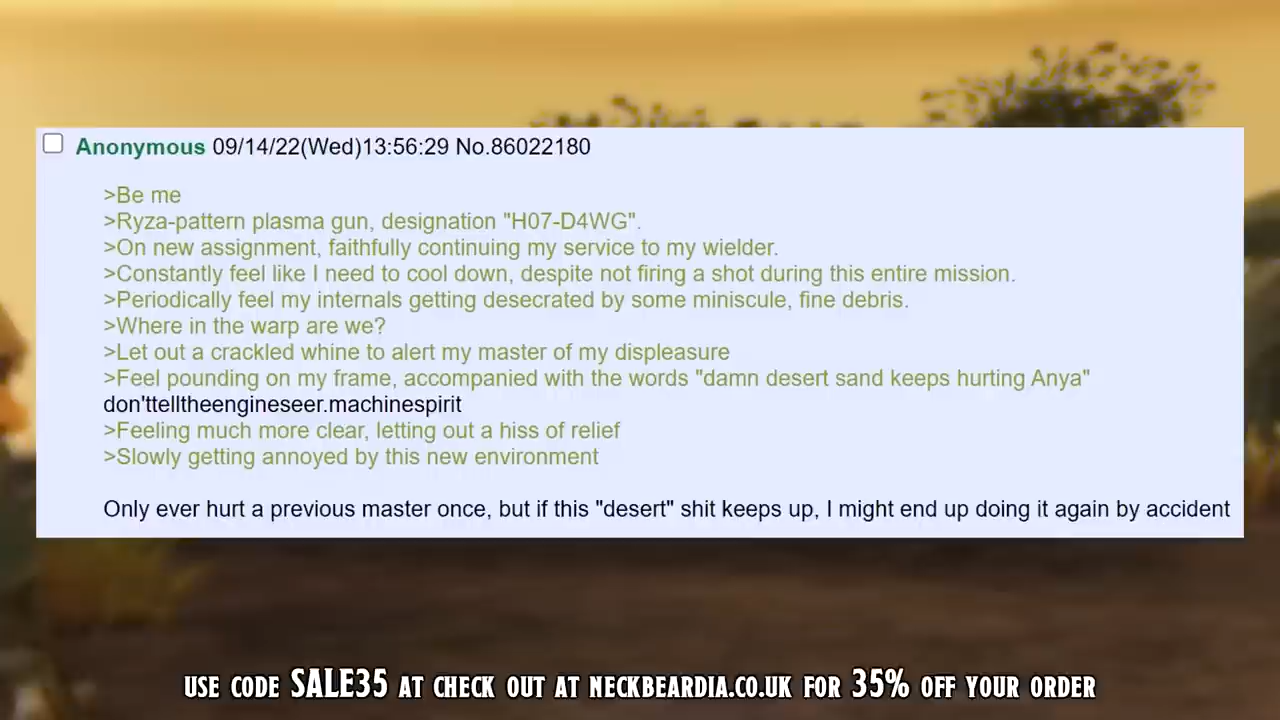 Anonymous 09/14/22(Wed)13:56:29 No.86022180
>Be me
>Ryza-pattern plasma gun, designation "H07-D4WG".
>On new assignment, faithfully continuing my service to my wielder.
>Constantly feel like I need to cool down, despite not firing a shot during this entire mission.
>Periodically feel my internals getting desecrated by some miniscule, fine debris.
>Where in the warp are we?
>Let out a crackled whine to alert my master of my displeasure
>Feel pounding on my frame, accompanied with the words "damn desert sand keeps hurting Anya"
don'ttelltheengineseer.machinespirit
>Feeling much more clear, letting out a hiss of relief
>Slowly getting annoyed by this new environment
Only ever hurt a previous master once, but if this "desert" shit keeps up, I might end up doing it again by accident
USE CODE SALE35 AT CHECK OUT AT NECKBEARDIA.CO.UK FOR 35% OFF YOUR ORDER